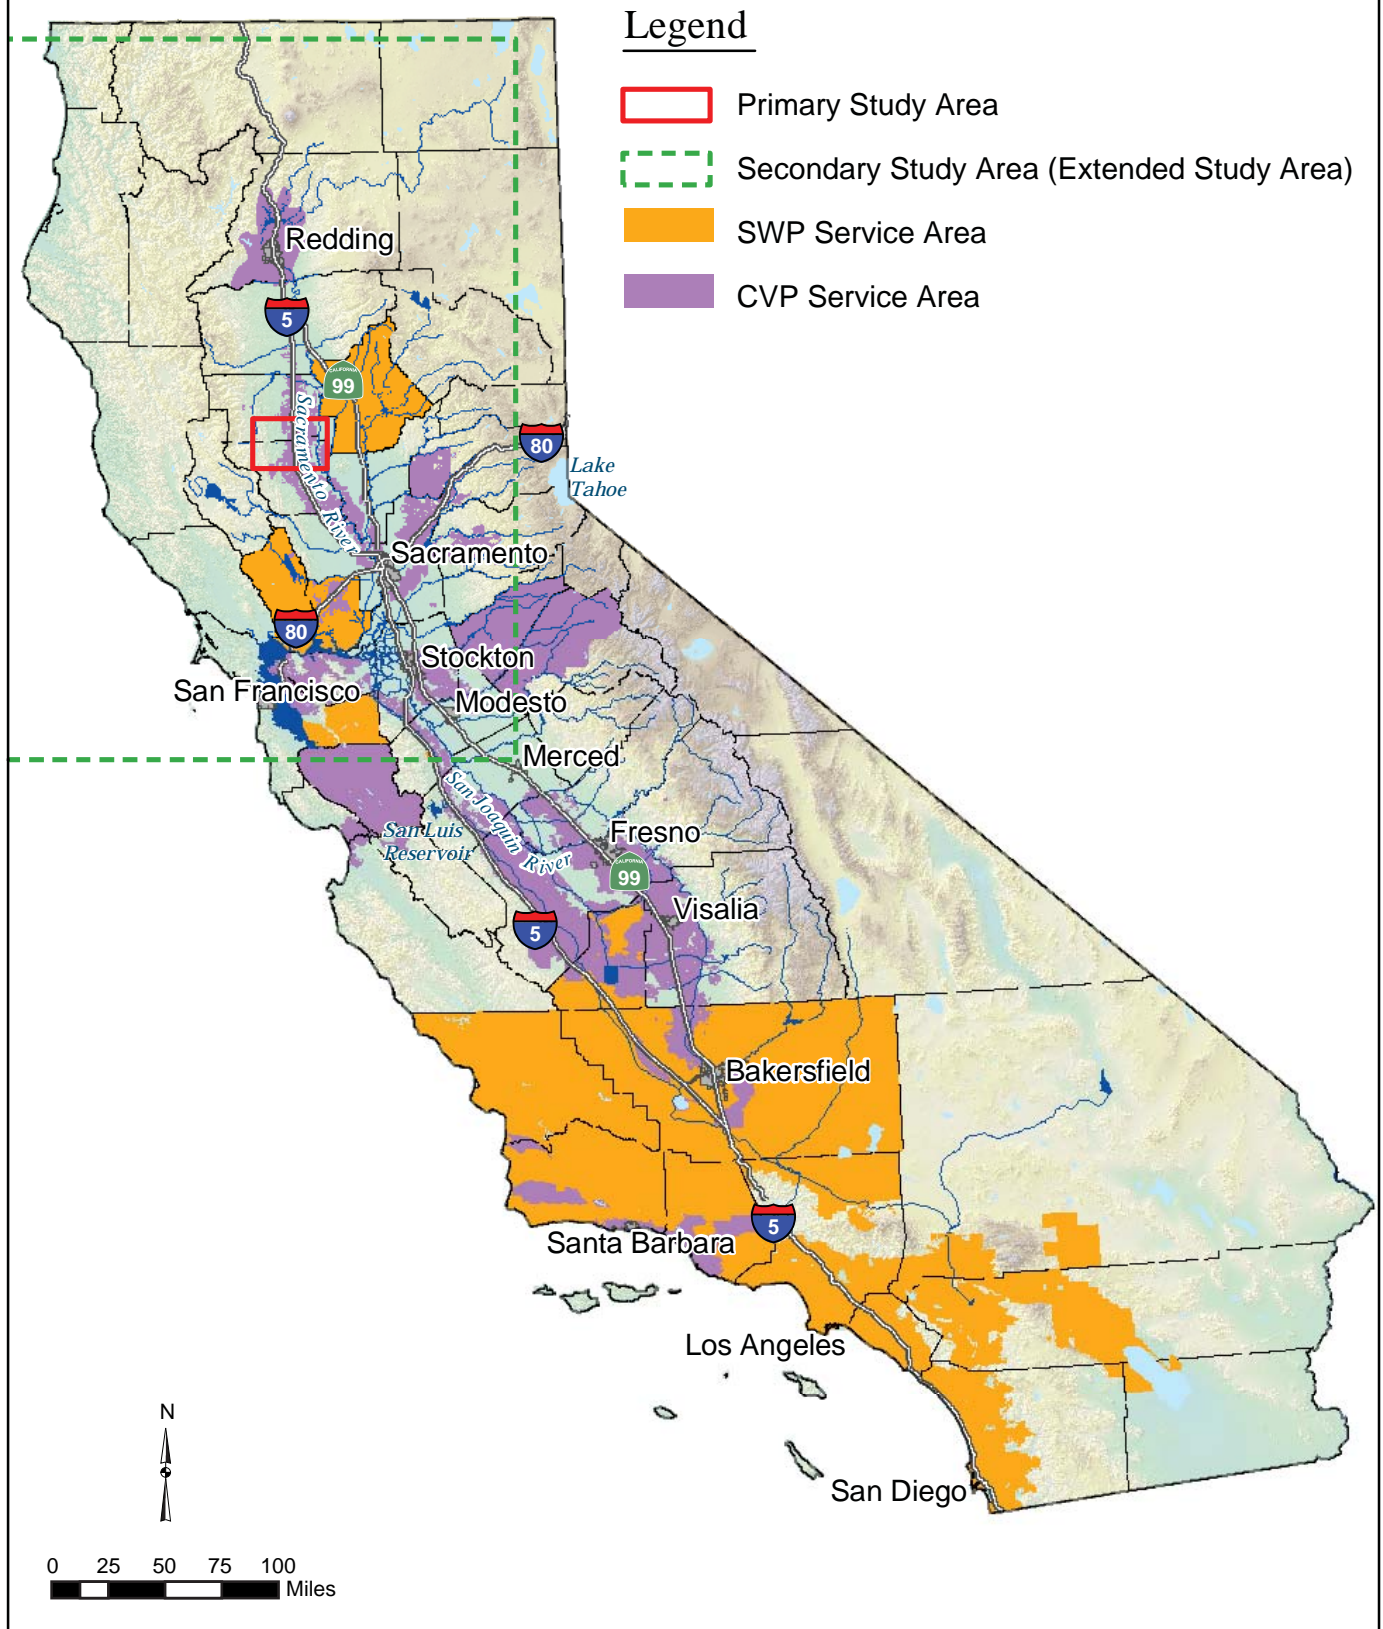 Legend
Primary Study Area
Secondary Study Area (Extended Study Area)
SWP Service Area
CVP Service Area
Redding
5
CALIFORNIA
99
Sacramento River
80
Lake
Tahoe
Sacramento
80
Stockton
San Francisco
Modesto
Merced
San Joaquin River
San Luis
Reservoir
Fresno
CALIFORNIA
99
Visalia
5
Bakersfield
5
Santa Barbara
Los Angeles
San Diego
N
0 25 50 75 100
Miles